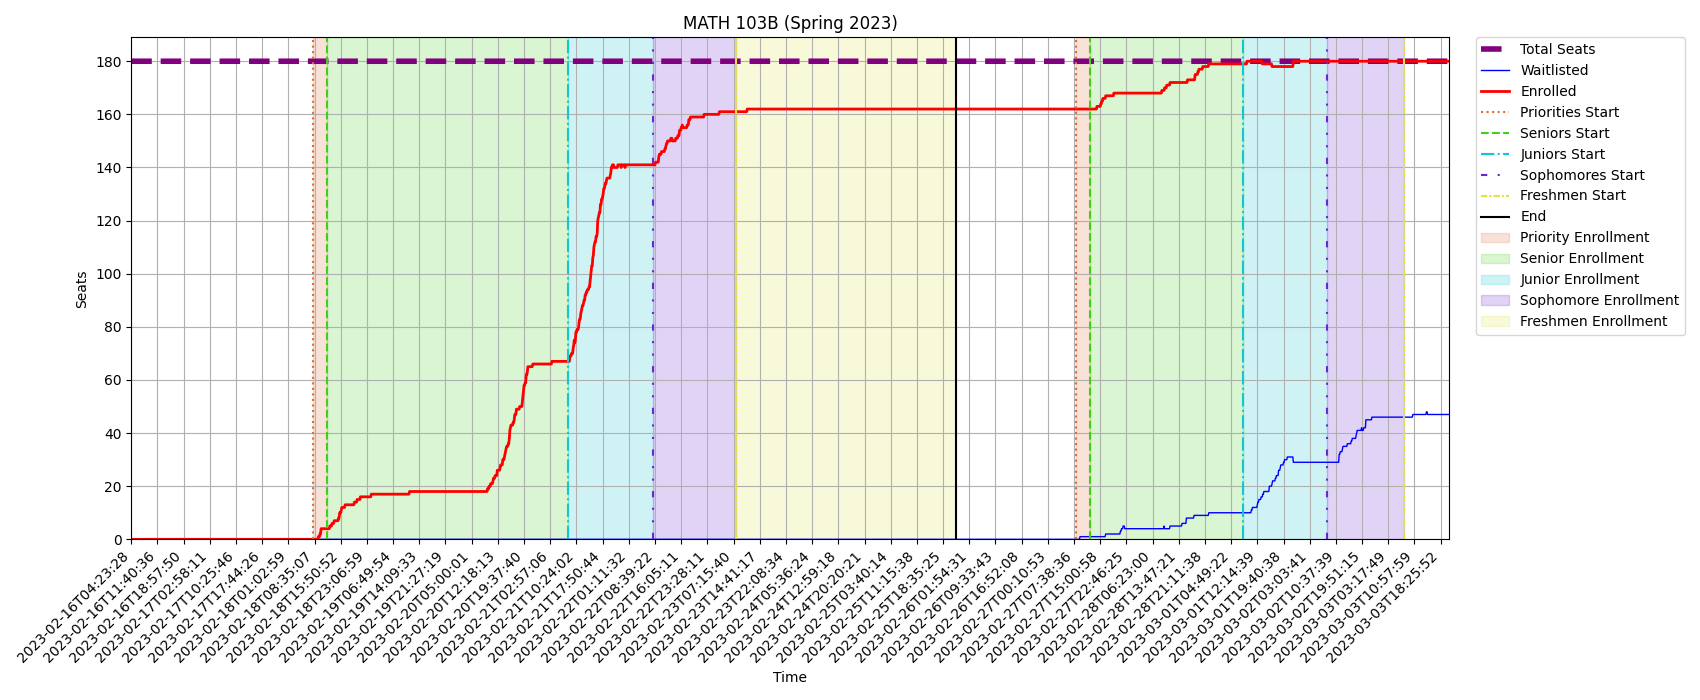 MATH 103B (Spring 2023)
Seats
180
160
140
120
100
80
60
40
20
0
2023-02-16T04:23:28
2023-02-16T11:40:36
2023-02-16T18:57:50
2023-02-17T02:58:11
2023-02-17T10:25:46
2023-02-17T17:44:26
2023-02-18T01:02:59
2023-02-18T08:35:07
2023-02-18T15:50:52
2023-02-18T23:06:59
2023-02-19T06:49:54
2023-02-19T14:09:33
2023-02-19T21:27:19
2023-02-20T05:00:01
2023-02-20T12:18:13
2023-02-20T19:37:40
2023-02-21T02:57:06
2023-02-21T10:24:02
2023-02-21T17:50:44
2023-02-22T01:11:32
2023-02-22T08:39:22
2023-02-22T16:05:11
2023-02-22T23:28:11
2023-02-23T07:15:40
2023-02-23T14:41:17
2023-02-23T22:08:34
2023-02-24T05:36:24
2023-02-24T12:59:18
2023-02-24T20:20:21
2023-02-25T03:40:14
2023-02-25T11:15:38
2023-02-25T18:35:25
2023-02-26T01:54:31
2023-02-26T09:33:43
2023-02-26T16:52:08
2023-02-27T00:10:53
2023-02-27T07:38:36
2023-02-27T15:00:58
2023-02-27T22:46:25
2023-02-28T06:23:00
2023-02-28T13:47:21
2023-02-28T21:11:38
2023-03-01T04:49:22
2023-03-01T12:14:39
2023-03-01T19:40:38
2023-03-02T03:03:41
2023-03-02T10:37:39
2023-03-02T19:51:15
2023-03-03T03:17:49
2023-03-03T10:57:59
2023-03-03T18:25:52
Time
Total Seats
Waitlisted
Enrolled
Priorities Start
Seniors Start
Juniors Start
Sophomores Start
Freshmen Start
End
Priority Enrollment
Senior Enrollment
Junior Enrollment
Sophomore Enrollment
Freshmen Enrollment